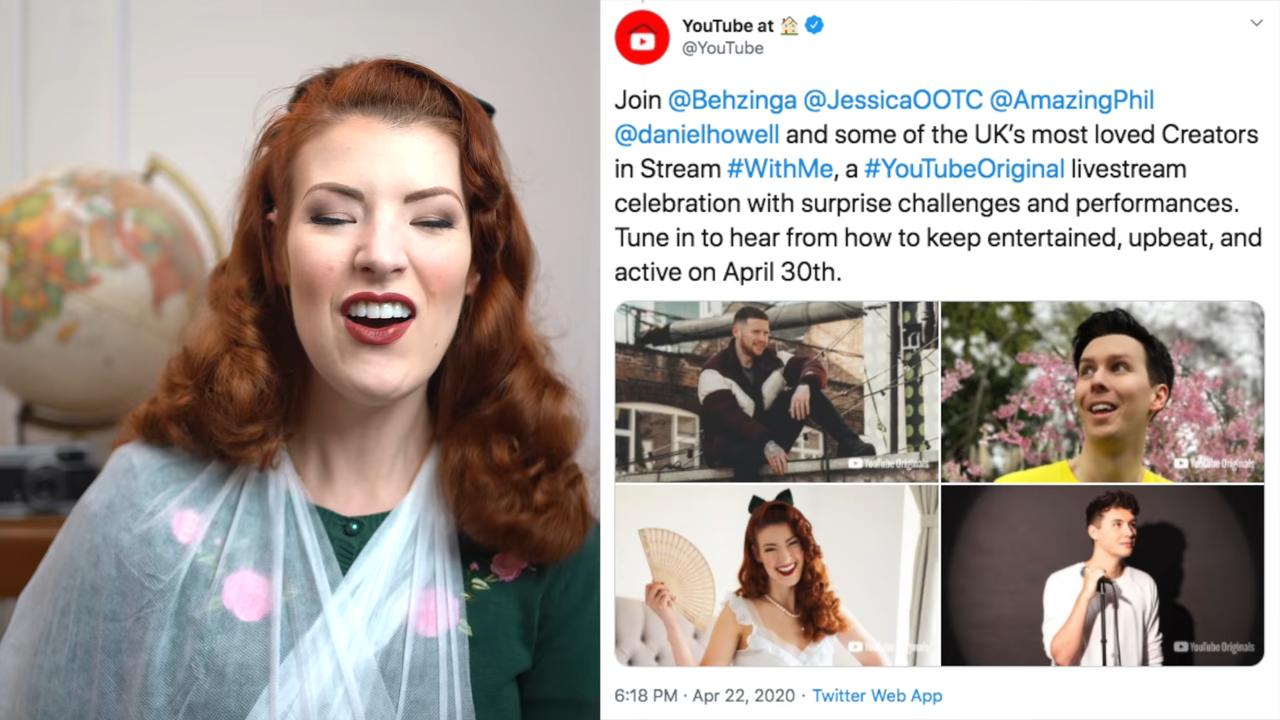 YouTube at 🏠
@YouTube
Join @Behzinga @JessicaOOTC @AmazingPhil
@danielhowell and some of the UK’s most loved Creators
in Stream #WithMe, a #YouTubeOriginal livestream
celebration with surprise challenges and performances.
Tune in to hear from how to keep entertained, upbeat, and
active on April 30th.
YouTube Originals
YouTube Originals
YouTube Originals
YouTube Originals
6:18 PM · Apr 22, 2020 · Twitter Web App